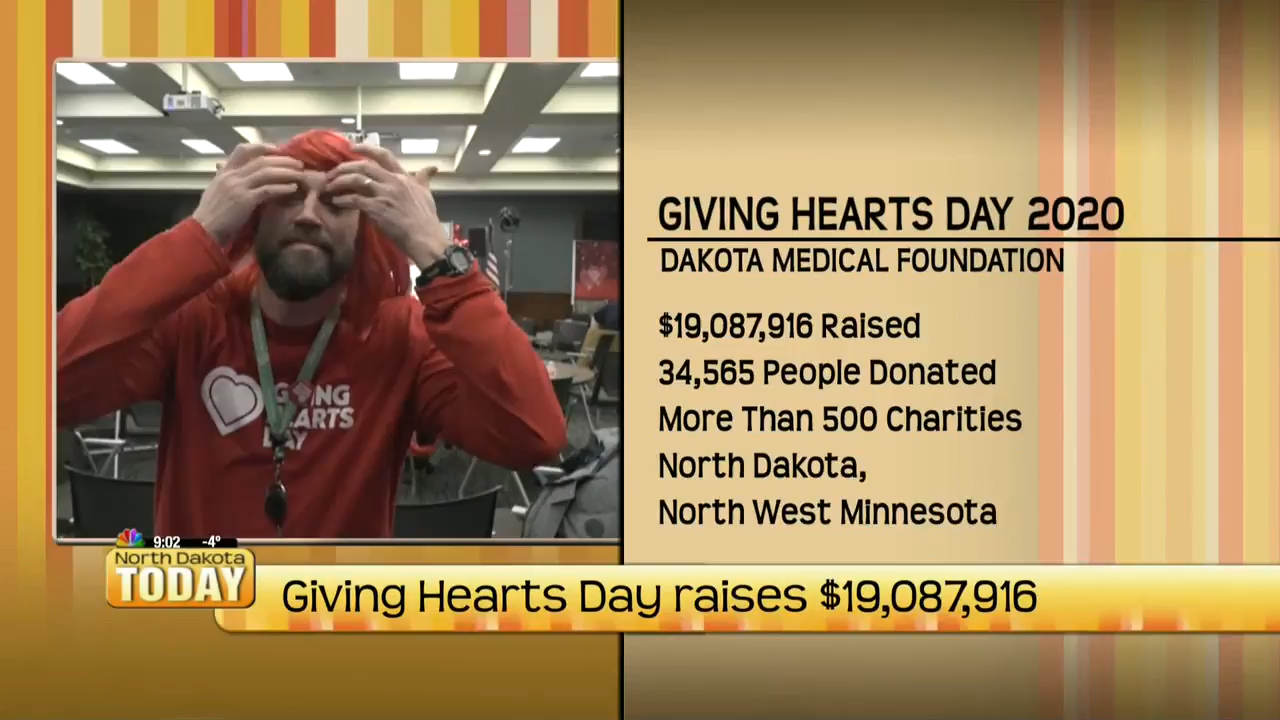 GIVING HEARTS DAY 2020
DAKOTA MEDICAL FOUNDATION
$19,087,916 Raised
34,565 People Donated
More Than 500 Charities
North Dakota,
North West Minnesota
GIVING
HEARTS
DAY
9:02 -4°
North Dakota
TODAY
Giving Hearts Day raises $19,087,916